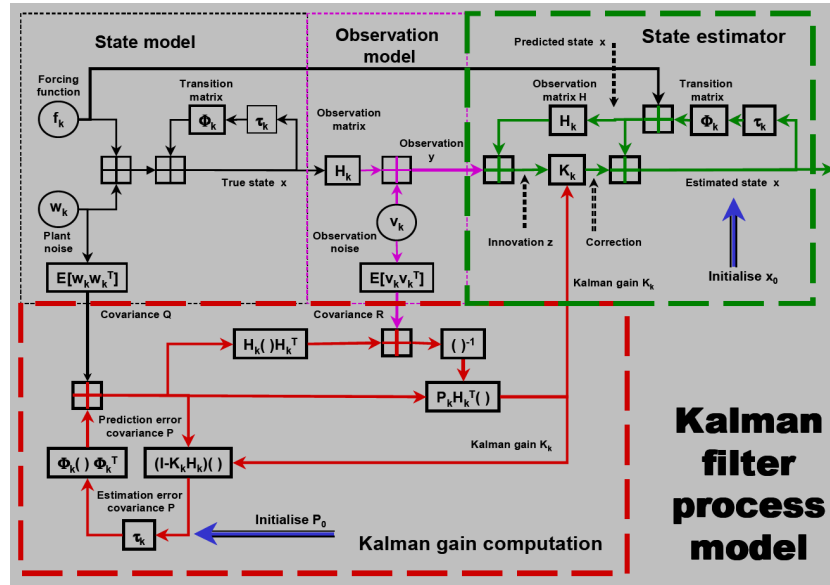 State model
Observation
model
State estimator
Forcing
function
f_k
Transition
matrix
Φ_k
τ_k
Observation
matrix
H_k
Observation
y
Predicted state x
Observation
matrix H
H_k
Transition
matrix
Φ_k
τ_k
True state x
K_k
Estimated state x
w_k
Plant
noise
v_k
Observation
noise
Innovation z
Correction
Initialise x_0
E[w_k w_k^T]
E[v_k v_k^T]
Kalman gain K_k
Covariance Q
Covariance R
H_k( )H_k^T
( )^-1
P_k H_k^T( )
Prediction error
covariance P
Kalman gain K_k
Φ_k( ) Φ_k^T
(I-K_k H_k)( )
Estimation error
covariance P
τ_k
Initialise P_0
Kalman gain computation
Kalman
filter
process
model